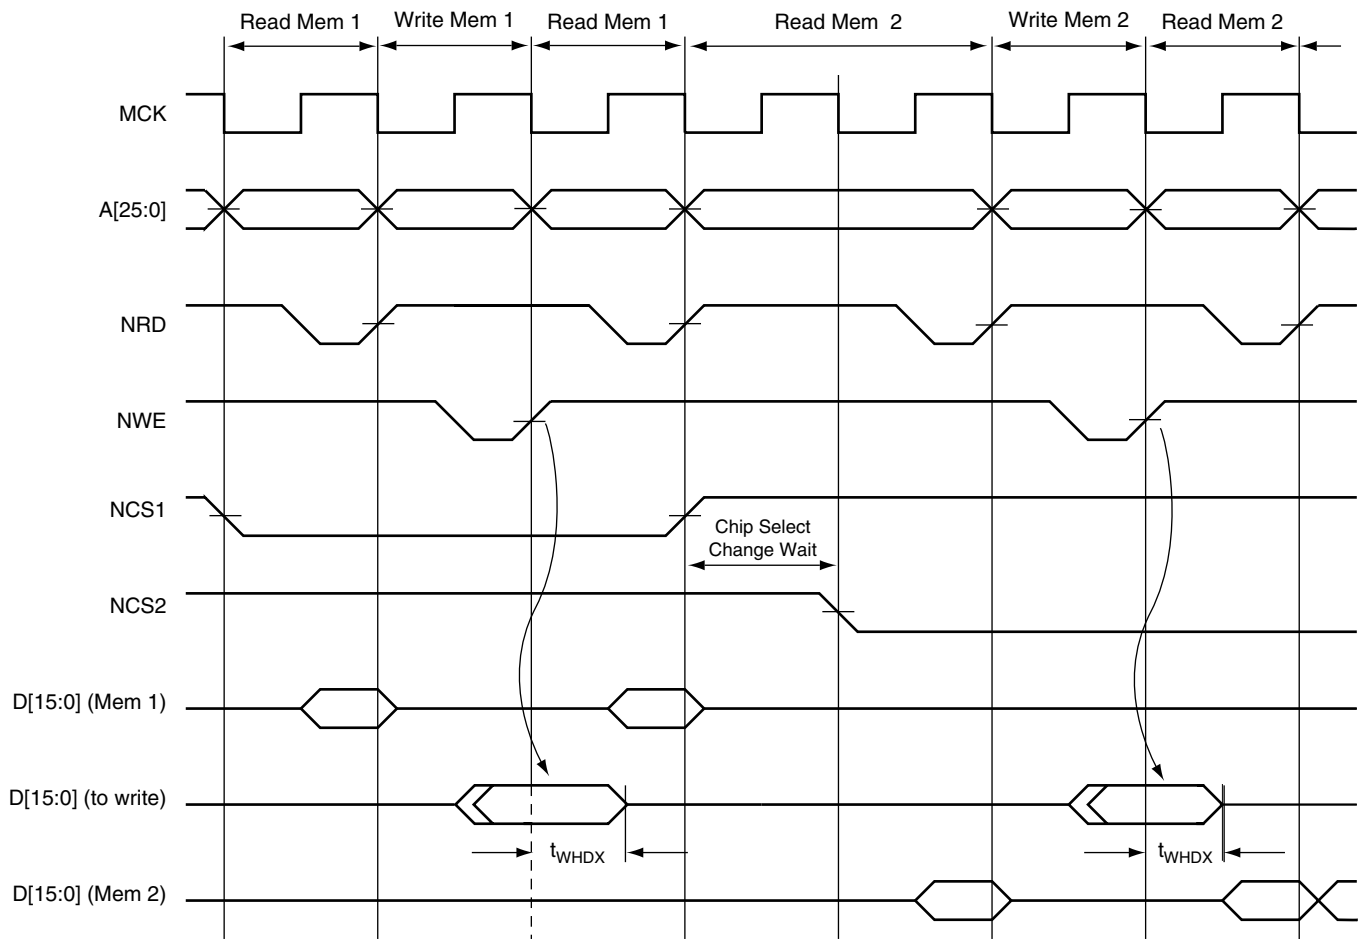 Read Mem 1
Write Mem 1
Read Mem 1
Read Mem 2
Write Mem 2
Read Mem 2
MCK
A[25:0]
NRD
NWE
NCS1
Chip Select
Change Wait
NCS2
D[15:0] (Mem 1)
D[15:0] (to write)
tWHDX
tWHDX
D[15:0] (Mem 2)